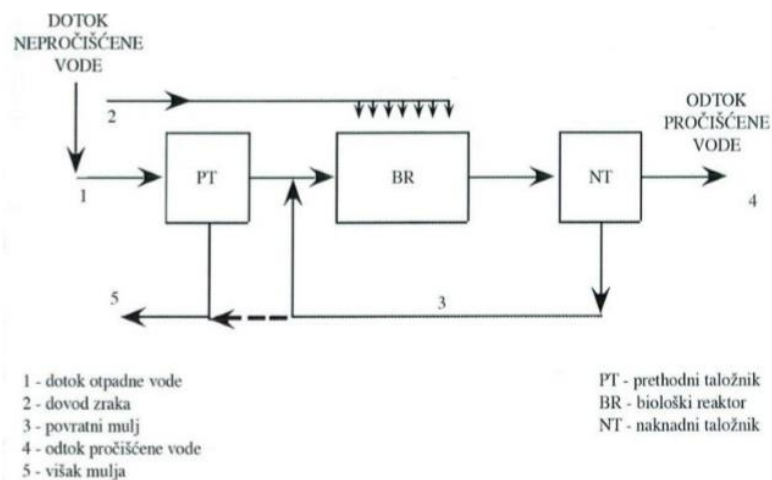 DOTOK
NEPROČIŠĆENE
VODE
2
ODTOK
PROČIŠĆENE
VODE
1
PT
BR
NT
4
5
3
1 - dotok otpadne vode
2 - dovod zraka
3 - povratni mulj
4 - odtok pročišćene vode
5 - višak mulja
PT - prethodni taložnik
BR - biološki reaktor
NT - naknadni taložnik